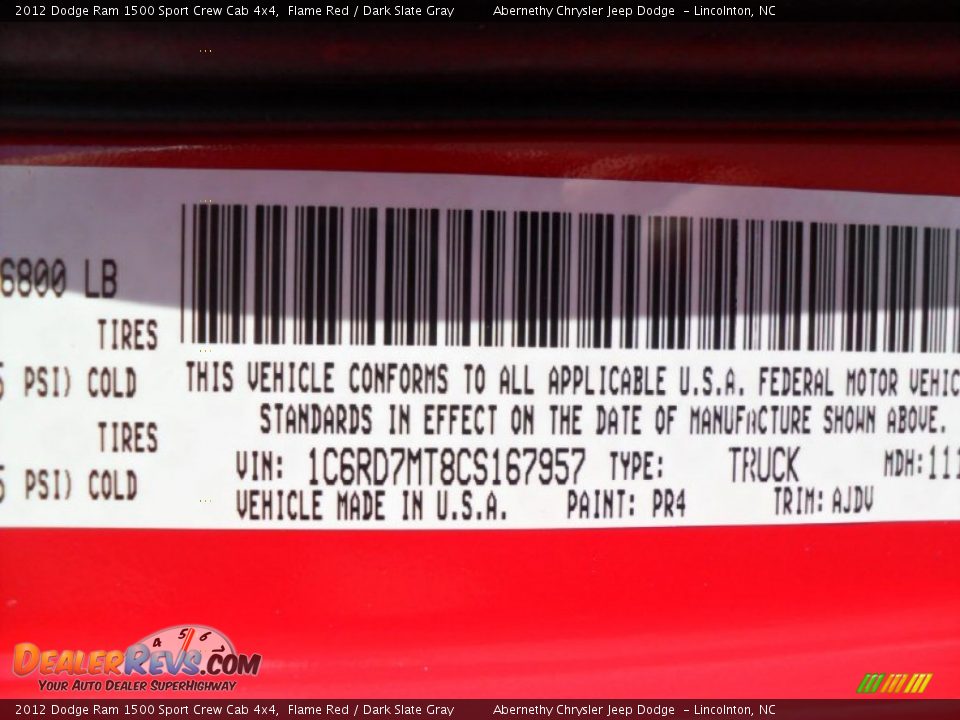 2012 Dodge Ram 1500 Sport Crew Cab 4x4, Flame Red / Dark Slate Gray Abernethy Chrysler Jeep Dodge - Lincolnton, NC
6800 LB
TIRES
PSI) COLD
THIS VEHICLE CONFORMS TO ALL APPLICABLE U.S.A. FEDERAL MOTOR VEHIC
STANDARDS IN EFFECT ON THE DATE OF MANUFACTURE SHOWN ABOVE.
TIRES
PSI) COLD
VIN: 1C6RD7MT8CS167957 TYPE: TRUCK MDH: 111
VEHICLE MADE IN U.S.A. PAINT: PR4 TRIM: AJDV
4 5 6
DEALERREVS.COM
YOUR AUTO DEALER SUPERHIGHWAY
2012 Dodge Ram 1500 Sport Crew Cab 4x4, Flame Red / Dark Slate Gray Abernethy Chrysler Jeep Dodge - Lincolnton, NC